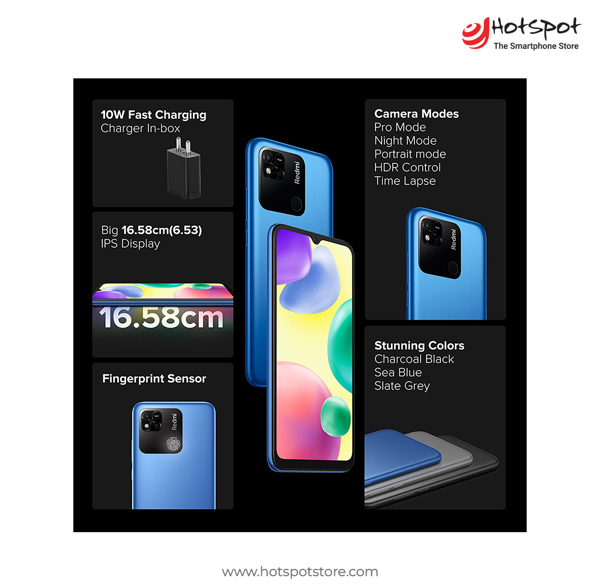 Hotspot
The Smartphone Store
10W Fast Charging
Charger In-box
Big 16.58cm(6.53)
IPS Display
16.58cm
Fingerprint Sensor
Redmi
Redmi
Camera Modes
Pro Mode
Night Mode
Portrait mode
HDR Control
Time Lapse
Redmi
Stunning Colors
Charcoal Black
Sea Blue
Slate Grey
www.hotspotstore.com